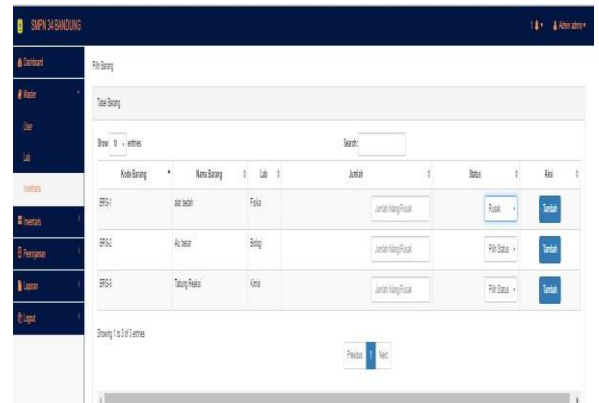 SMPN 34 BANDUNG
1
Admin admin
Dashboard
Master
User
Lab
Inventaris
Inventaris
Peminjaman
Laporan
Logout
Pilih Barang
Tabel Barang
Show 10 entries
Search:
Kode Barang Nama Barang Lab Jumlah Status Aksi
BRG-1 alat bedah Fisika Jumlah Hilang/Rusak Rusak Tambah
BRG-2 Alu besar Biologi Jumlah Hilang/Rusak Pilih Status Tambah
BRG-3 Tabung Reaksi Kimia Jumlah Hilang/Rusak Pilih Status Tambah
Showing 1 to 3 of 3 entries
Previous 1 Next